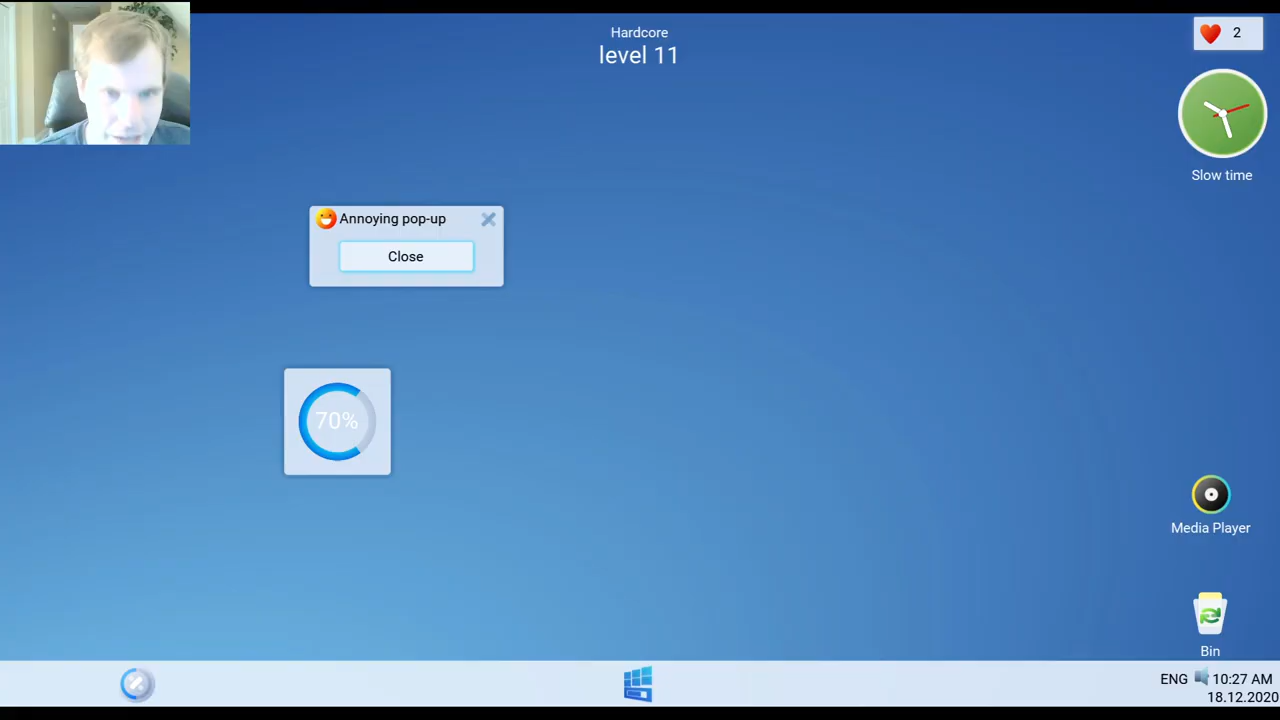 Hardcore
level 11
2
Slow time
Annoying pop-up
Close
70%
Media Player
Bin
ENG 10:27 AM
18.12.2020